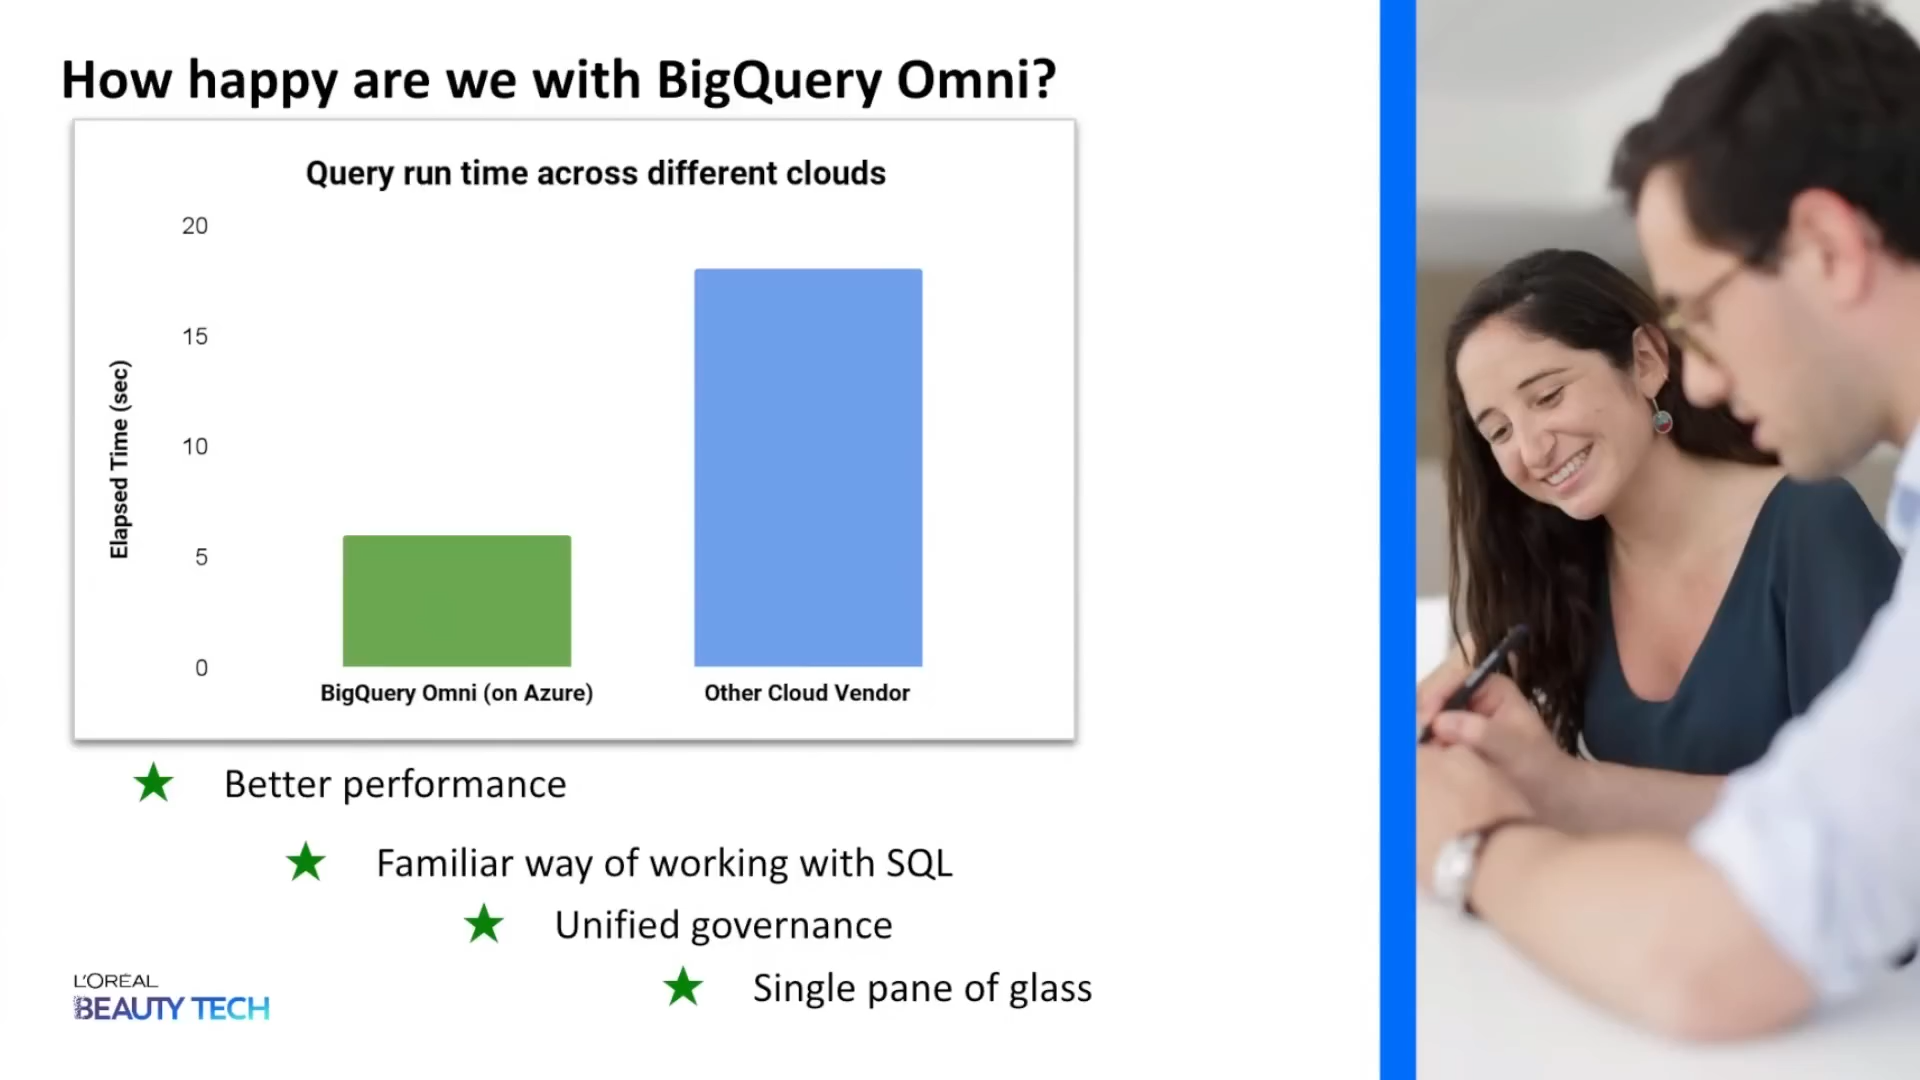 How happy are we with BigQuery Omni?
Query run time across different clouds
20
15
10
5
0
Elapsed Time (sec)
BigQuery Omni (on Azure)
Other Cloud Vendor
Better performance
Familiar way of working with SQL
Unified governance
Single pane of glass
L'ORÉAL
BEAUTY TECH